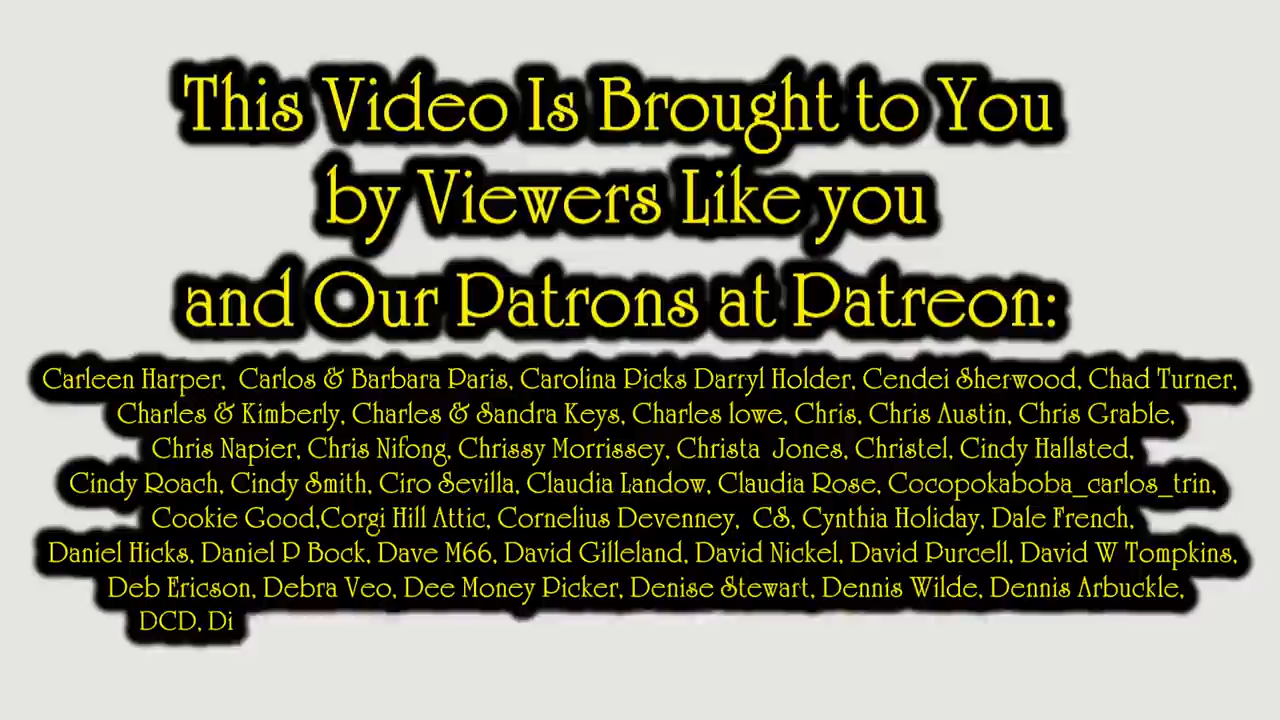 This Video Is Brought to You
by Viewers Like you
and Our Patrons at Patreon:
Carleen Harper,  Carlos & Barbara Paris, Carolina Picks Darryl Holder, Cendei Sherwood, Chad Turner,
Charles & Kimberly, Charles & Sandra Keys, Charles lowe, Chris, Chris Austin, Chris Grable,
Chris Napier, Chris Nifong, Chrissy Morrissey, Christa  Jones, Christel, Cindy Hallsted,
Cindy Roach, Cindy Smith, Ciro Sevilla, Claudia Landow, Claudia Rose, Cocopokaboba_carlos_trin,
Cookie Good,Corgi Hill Attic, Cornelius Devenney,  CS, Cynthia Holiday, Dale French,
Daniel Hicks, Daniel P Bock, Dave M66, David Gilleland, David Nickel, David Purcell, David W Tompkins,
Deb Ericson, Debra Veo, Dee Money Picker, Denise Stewart, Dennis Wilde, Dennis Arbuckle,
DCD, Di